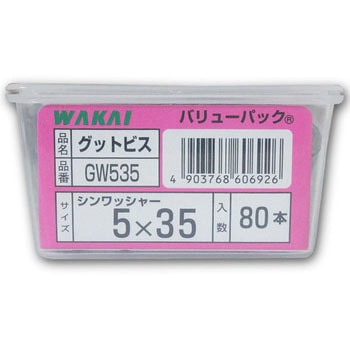 WAKAI バリューパック®
品名 グットビス
品番 GW535
4 903768 606926
サイズ シンワッシャー 5×35
入数 80本